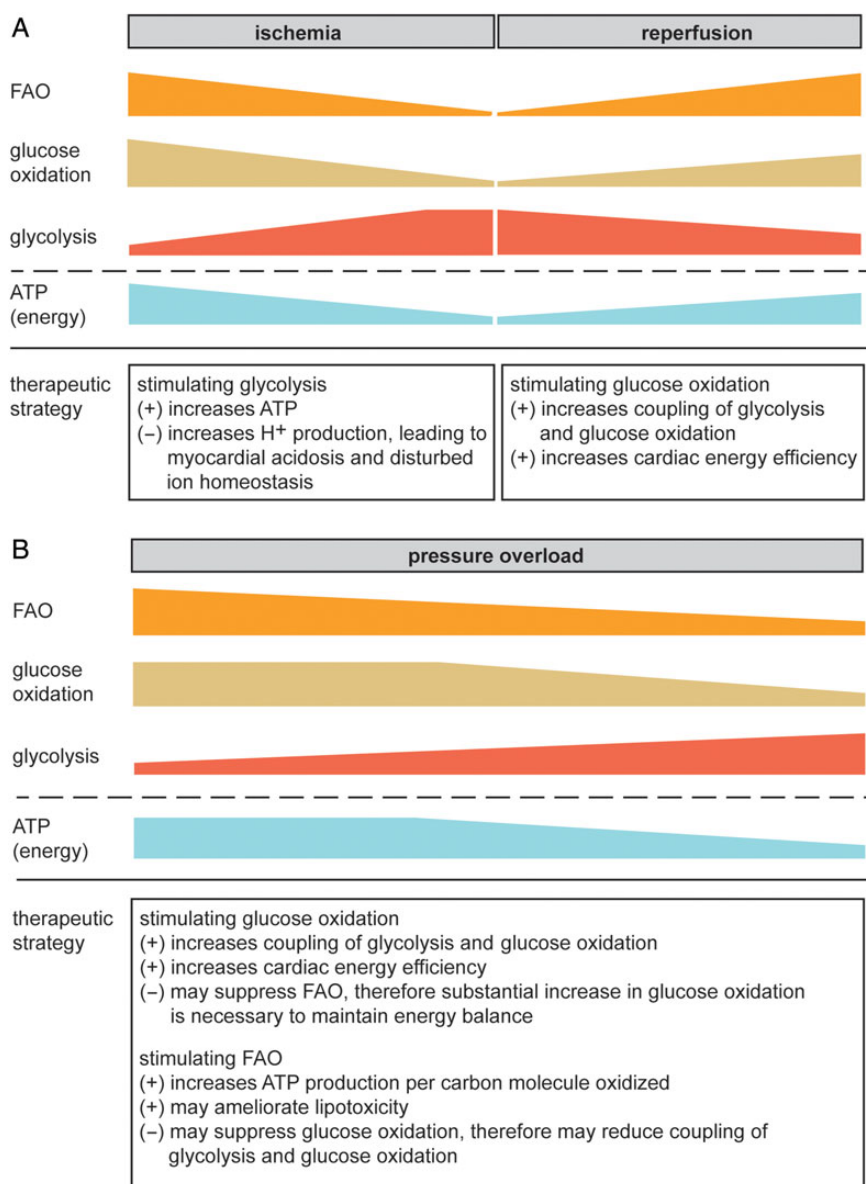 A
ischemia
reperfusion
FAO
glucose
oxidation
glycolysis
ATP
(energy)
therapeutic
strategy
stimulating glycolysis
(+) increases ATP
(−) increases H⁺ production, leading to
myocardial acidosis and disturbed
ion homeostasis
stimulating glucose oxidation
(+) increases coupling of glycolysis
and glucose oxidation
(+) increases cardiac energy efficiency
B
pressure overload
FAO
glucose
oxidation
glycolysis
ATP
(energy)
therapeutic
strategy
stimulating glucose oxidation
(+) increases coupling of glycolysis and glucose oxidation
(+) increases cardiac energy efficiency
(−) may suppress FAO, therefore substantial increase in glucose oxidation
is necessary to maintain energy balance
stimulating FAO
(+) increases ATP production per carbon molecule oxidized
(+) may ameliorate lipotoxicity
(−) may suppress glucose oxidation, therefore may reduce coupling of
glycolysis and glucose oxidation